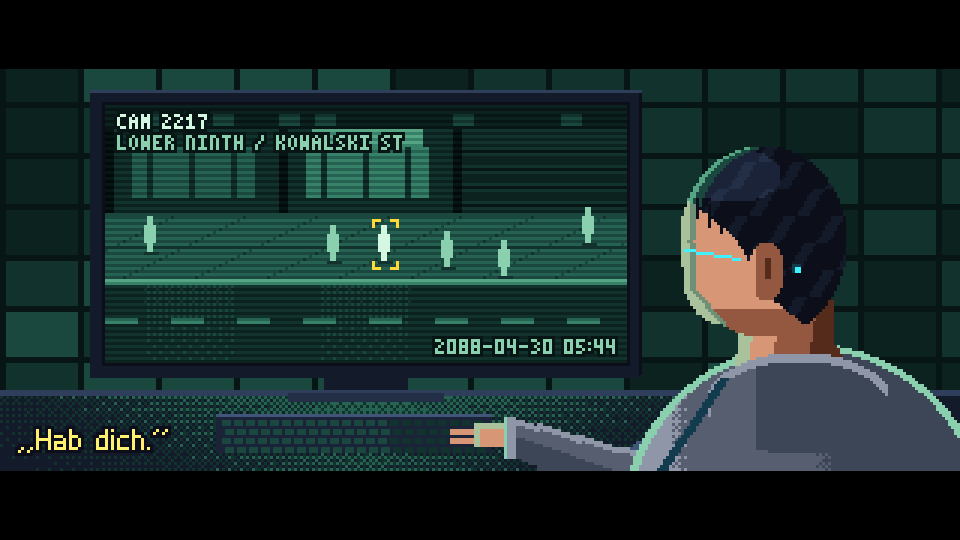 CAM 2217
LOWER NINTH / KOWALSKI ST
2088-04-30 05:44
„Hab dich.“